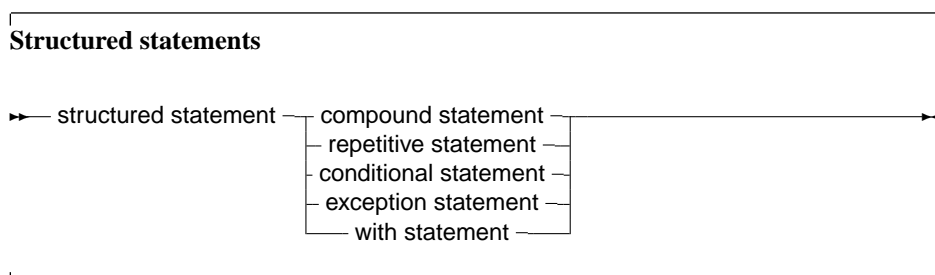 Structured statements
structured statement compound statement
repetitive statement
conditional statement
exception statement
with statement